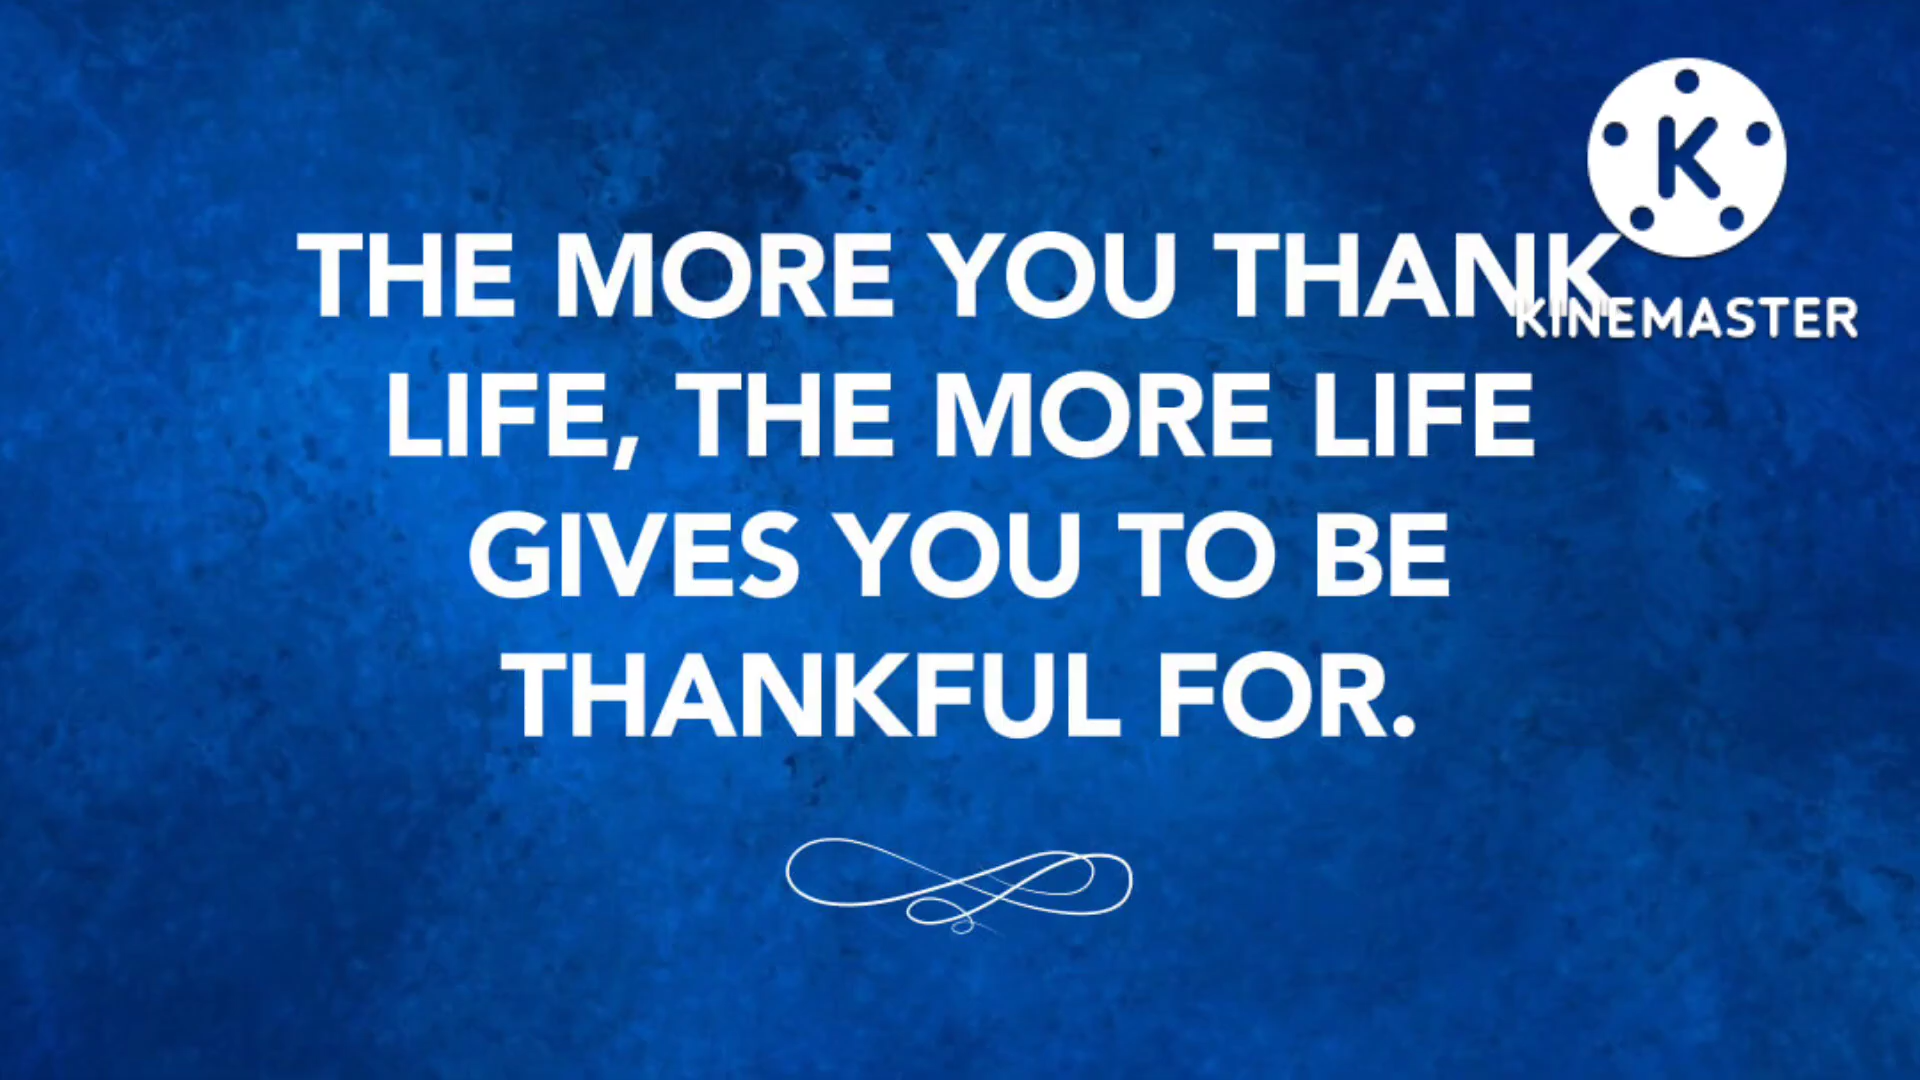 THE MORE YOU THANK
LIFE, THE MORE LIFE
GIVES YOU TO BE
THANKFUL FOR.
K
KINEMASTER